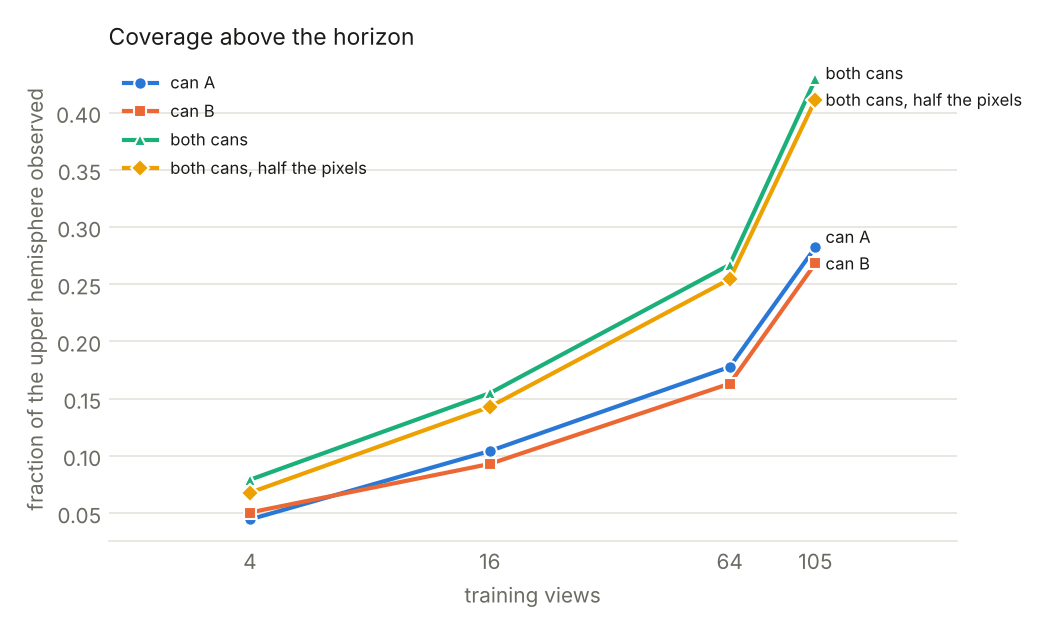 Coverage above the horizon
can A
can B
both cans
both cans, half the pixels
fraction of the upper hemisphere observed
0.40
0.35
0.30
0.25
0.20
0.15
0.10
0.05
both cans
both cans, half the pixels
can A
can B
4 16 64 105
training views